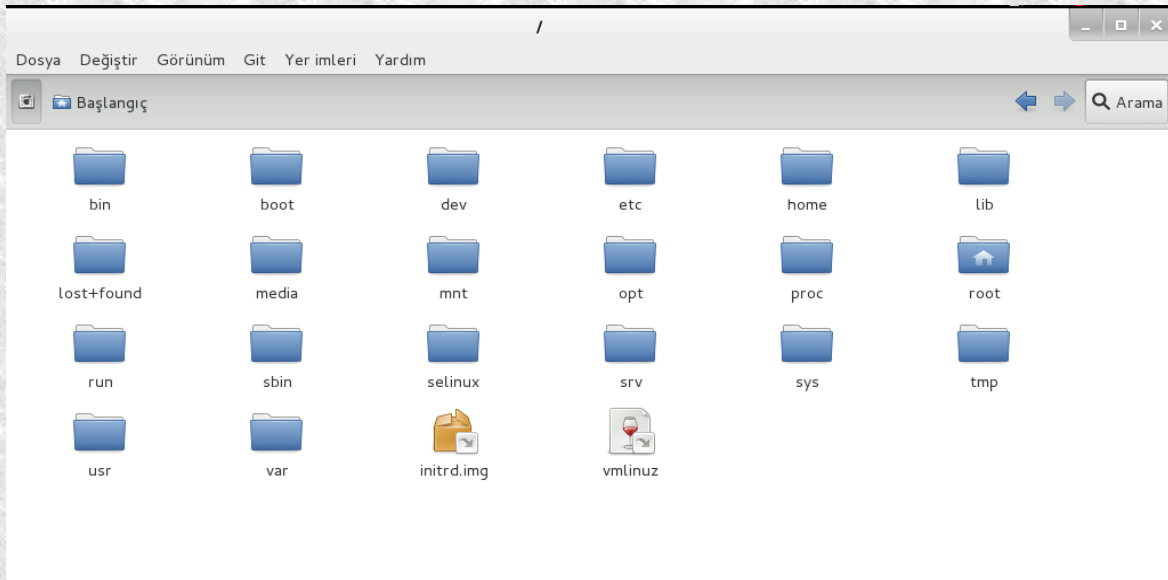 /
Dosya Değiştir Görünüm Git Yer imleri Yardım
Başlangıç Arama
bin boot dev etc home lib
lost+found media mnt opt proc root
run sbin selinux srv sys tmp
usr var initrd.img vmlinuz